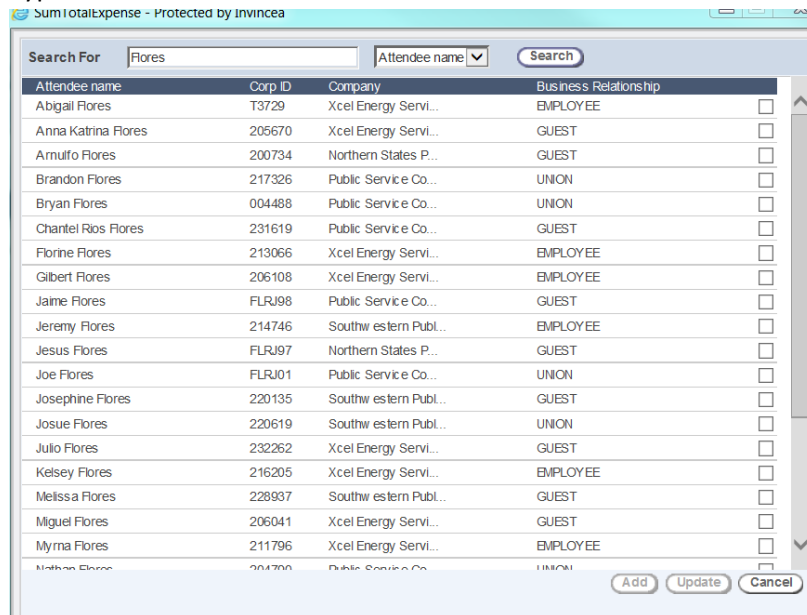 SumTotalExpense - Protected by Invincea
Search For Flores Attendee name Search
Attendee name Corp ID Company Business Relationship
Abigail Flores T3729 Xcel Energy Servi... EMPLOYEE
Anna Katrina Flores 205670 Xcel Energy Servi... GUEST
Arnulfo Flores 200734 Northern States P... GUEST
Brandon Flores 217326 Public Service Co... UNION
Bryan Flores 004488 Public Service Co... UNION
Chantel Rios Flores 231619 Public Service Co... GUEST
Florine Flores 213066 Xcel Energy Servi... EMPLOYEE
Gilbert Flores 206108 Xcel Energy Servi... EMPLOYEE
Jaime Flores FLRJ98 Public Service Co... GUEST
Jeremy Flores 214746 Southwestern Publ... EMPLOYEE
Jesus Flores FLRJ97 Northern States P... GUEST
Joe Flores FLRJ01 Public Service Co... UNION
Josephine Flores 220135 Southwestern Publ... GUEST
Josue Flores 220619 Southwestern Publ... UNION
Julio Flores 232262 Xcel Energy Servi... GUEST
Kelsey Flores 216205 Xcel Energy Servi... EMPLOYEE
Melissa Flores 228937 Southwestern Publ... GUEST
Miguel Flores 206041 Xcel Energy Servi... GUEST
Myrna Flores 211796 Xcel Energy Servi... EMPLOYEE
Nathan Flores 204790 Public Service Co... UNION
Add Update Cancel